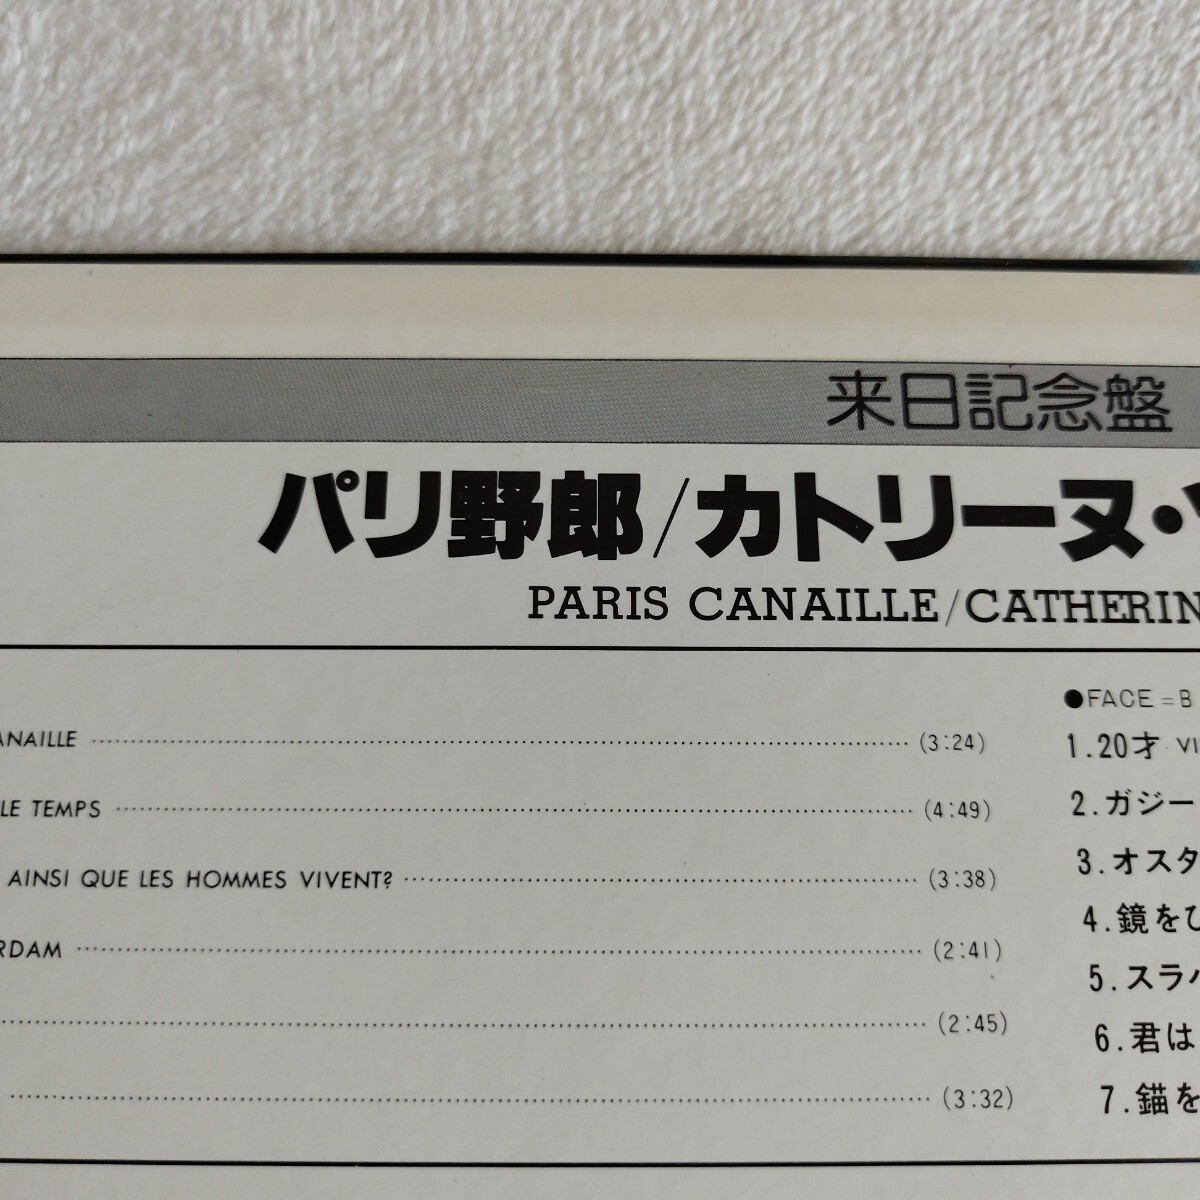 来日記念盤
パリ野郎/カトリーヌ・
PARIS CANAILLE/CATHERIN
ANAILLE (3:24)
LE TEMPS (4:49)
AINSI QUE LES HOMMES VIVENT? (3:38)
RDAM (2:41)
(2:45)
(3:32)
●FACE=B
1.20才 VI
2.ガジー
3.オスタ
4.鏡をひ
5.スラバ
6.君は
7.錨を